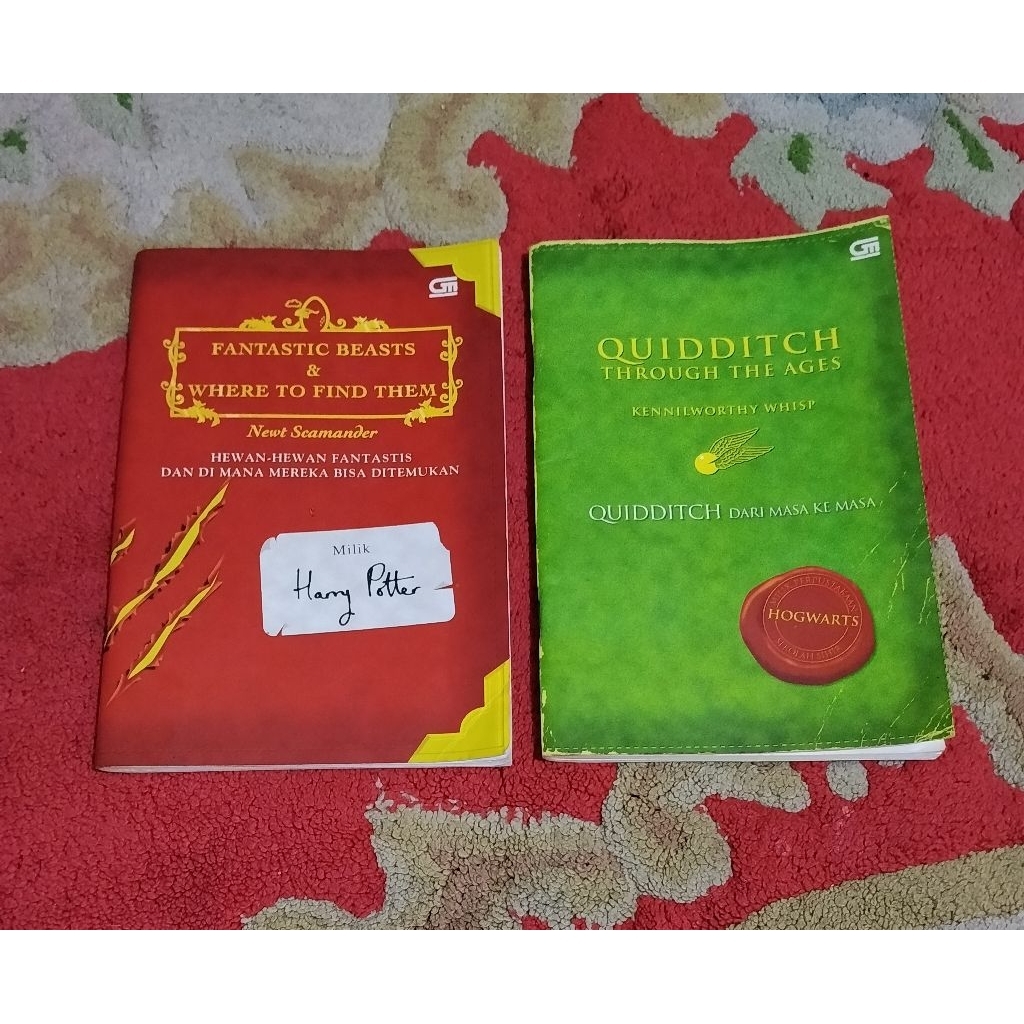 FANTASTIC BEASTS
&
WHERE TO FIND THEM
Newt Scamander
HEWAN-HEWAN FANTASTIS
DAN DI MANA MEREKA BISA DITEMUKAN
Milik
Harry Potter
QUIDDITCH
THROUGH THE AGES
KENNILWORTHY WHISP
QUIDDITCH DARI MASA KE MASA
PERPUSTAKAAN
HOGWARTS